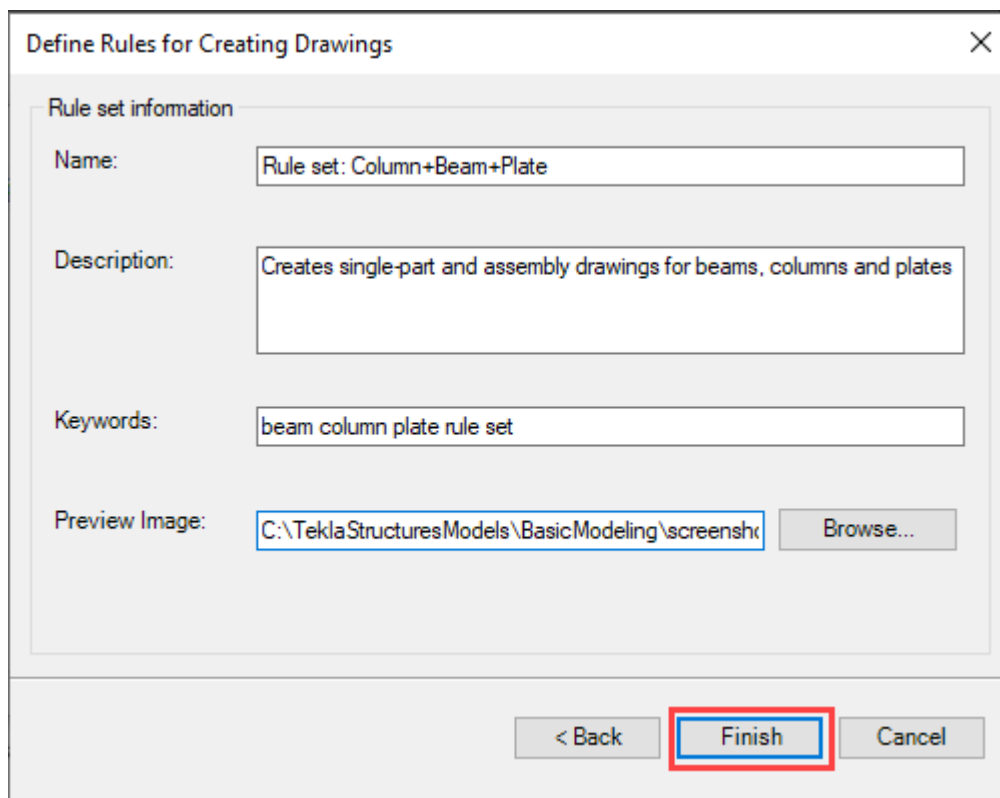 Define Rules for Creating Drawings
Rule set information
Name:
Rule set: Column+Beam+Plate
Description:
Creates single-part and assembly drawings for beams, columns and plates
Keywords:
beam column plate rule set
Preview Image:
C:\TeklaStructuresModels\BasicModeling\screensho
Browse...
< Back
Finish
Cancel